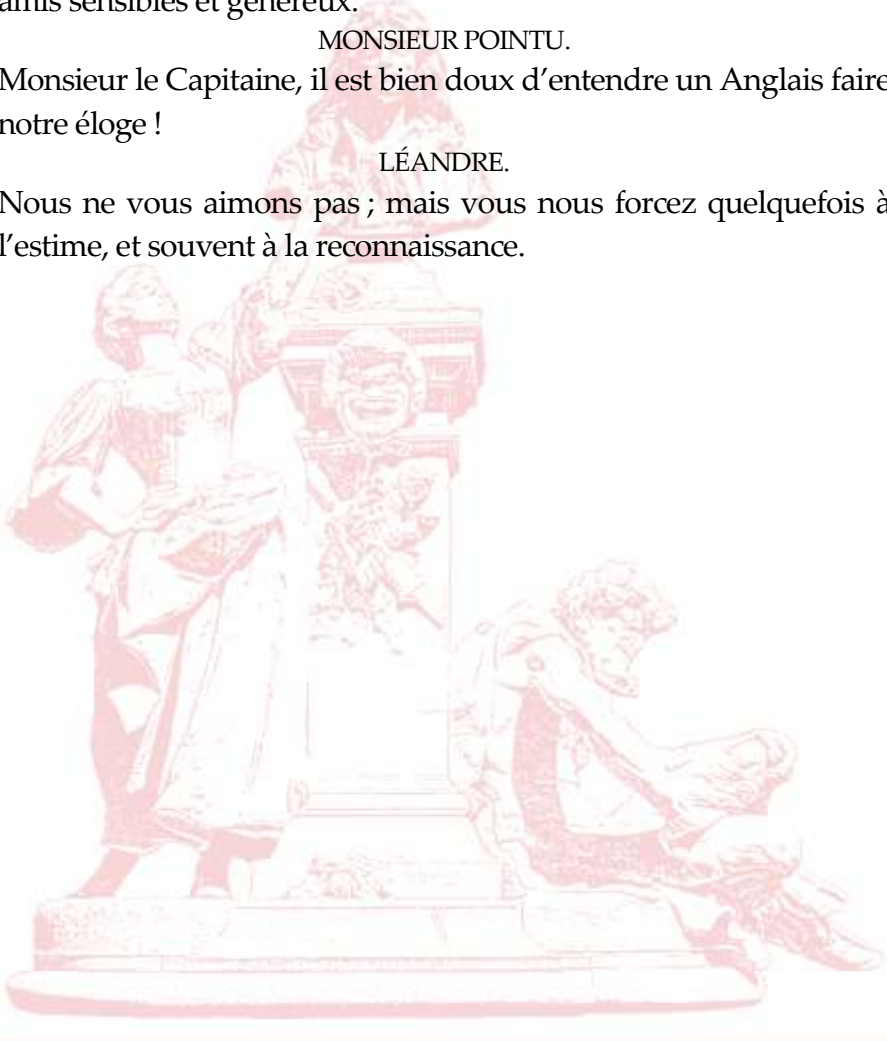 amis sensibles et généreux.
MONSIEUR POINTU.
Monsieur le Capitaine, il est bien doux d’entendre un Anglais faire
notre éloge !
LÉANDRE.
Nous ne vous aimons pas ; mais vous nous forcez quelquefois à
l’estime, et souvent à la reconnaissance.